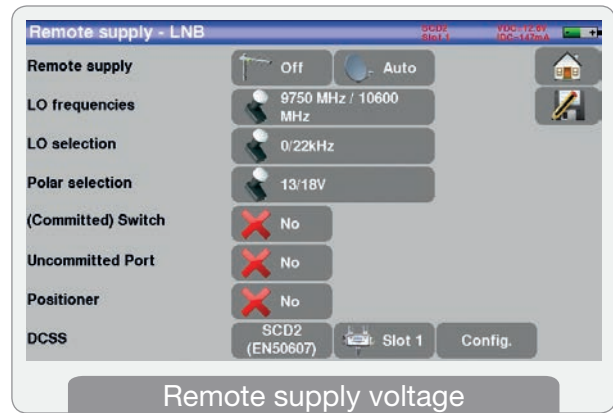 Remote supply - LNB
SCD2
Slot 1
VDC=12.6V
IDC=147mA
Remote supply
Off
Auto
LO frequencies
9750 MHz / 10600
MHz
LO selection
0/22kHz
Polar selection
13/18V
(Committed) Switch
No
Uncommitted Port
No
Positioner
No
DCSS
SCD2
(EN50607)
Slot 1
Config.
Remote supply voltage